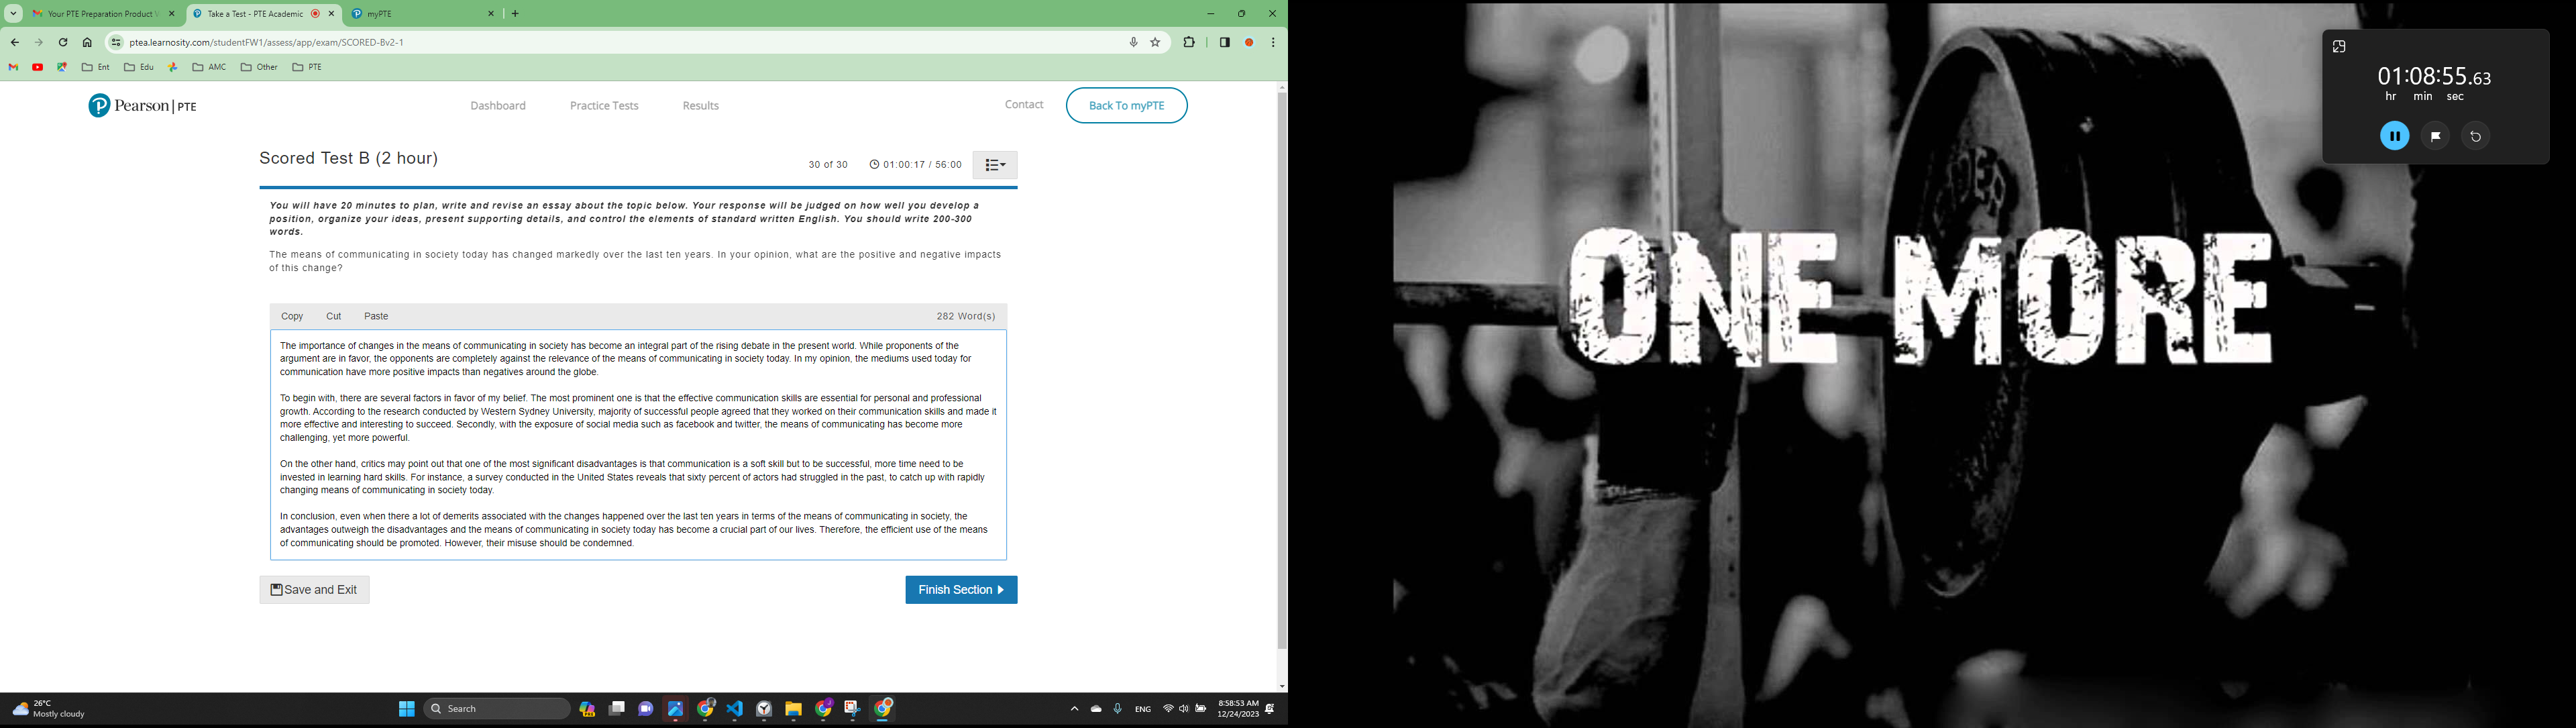 Your PTE Preparation Product V
Take a Test - PTE Academic
myPTE
ptea.learnosity.com/studentFW1/assess/app/exam/SCORED-Bv2-1
Ent
Edu
AMC
Other
PTE
Pearson | PTE
Dashboard
Practice Tests
Results
Contact
Back To myPTE
Scored Test B (2 hour)
30 of 30
01:00:17 / 56:00
You will have 20 minutes to plan, write and revise an essay about the topic below. Your response will be judged on how well you develop a
position, organize your ideas, present supporting details, and control the elements of standard written English. You should write 200-300
words.
The means of communicating in society today has changed markedly over the last ten years. In your opinion, what are the positive and negative impacts
of this change?
Copy
Cut
Paste
282 Word(s)
The importance of changes in the means of communicating in society has become an integral part of the rising debate in the present world. While proponents of the
argument are in favor, the opponents are completely against the relevance of the means of communicating in society today. In my opinion, the mediums used today for
communication have more positive impacts than negatives around the globe.
To begin with, there are several factors in favor of my belief. The most prominent one is that the effective communication skills are essential for personal and professional
growth. According to the research conducted by Western Sydney University, majority of successful people agreed that they worked on their communication skills and made it
more effective and interesting to succeed. Secondly, with the exposure of social media such as facebook and twitter, the means of communicating has become more
challenging, yet more powerful.
On the other hand, critics may point out that one of the most significant disadvantages is that communication is a soft skill but to be successful, more time need to be
invested in learning hard skills. For instance, a survey conducted in the United States reveals that sixty percent of actors had struggled in the past, to catch up with rapidly
changing means of communicating in society today.
In conclusion, even when there a lot of demerits associated with the changes happened over the last ten years in terms of the means of communicating in society, the
advantages outweigh the disadvantages and the means of communicating in society today has become a crucial part of our lives. Therefore, the efficient use of the means
of communicating should be promoted. However, their misuse should be condemned.
Save and Exit
Finish Section
26°C
Mostly cloudy
Search
ENG
8:58:53 AM
12/24/2023
ONE MORE
01:08:55.63
hr min sec